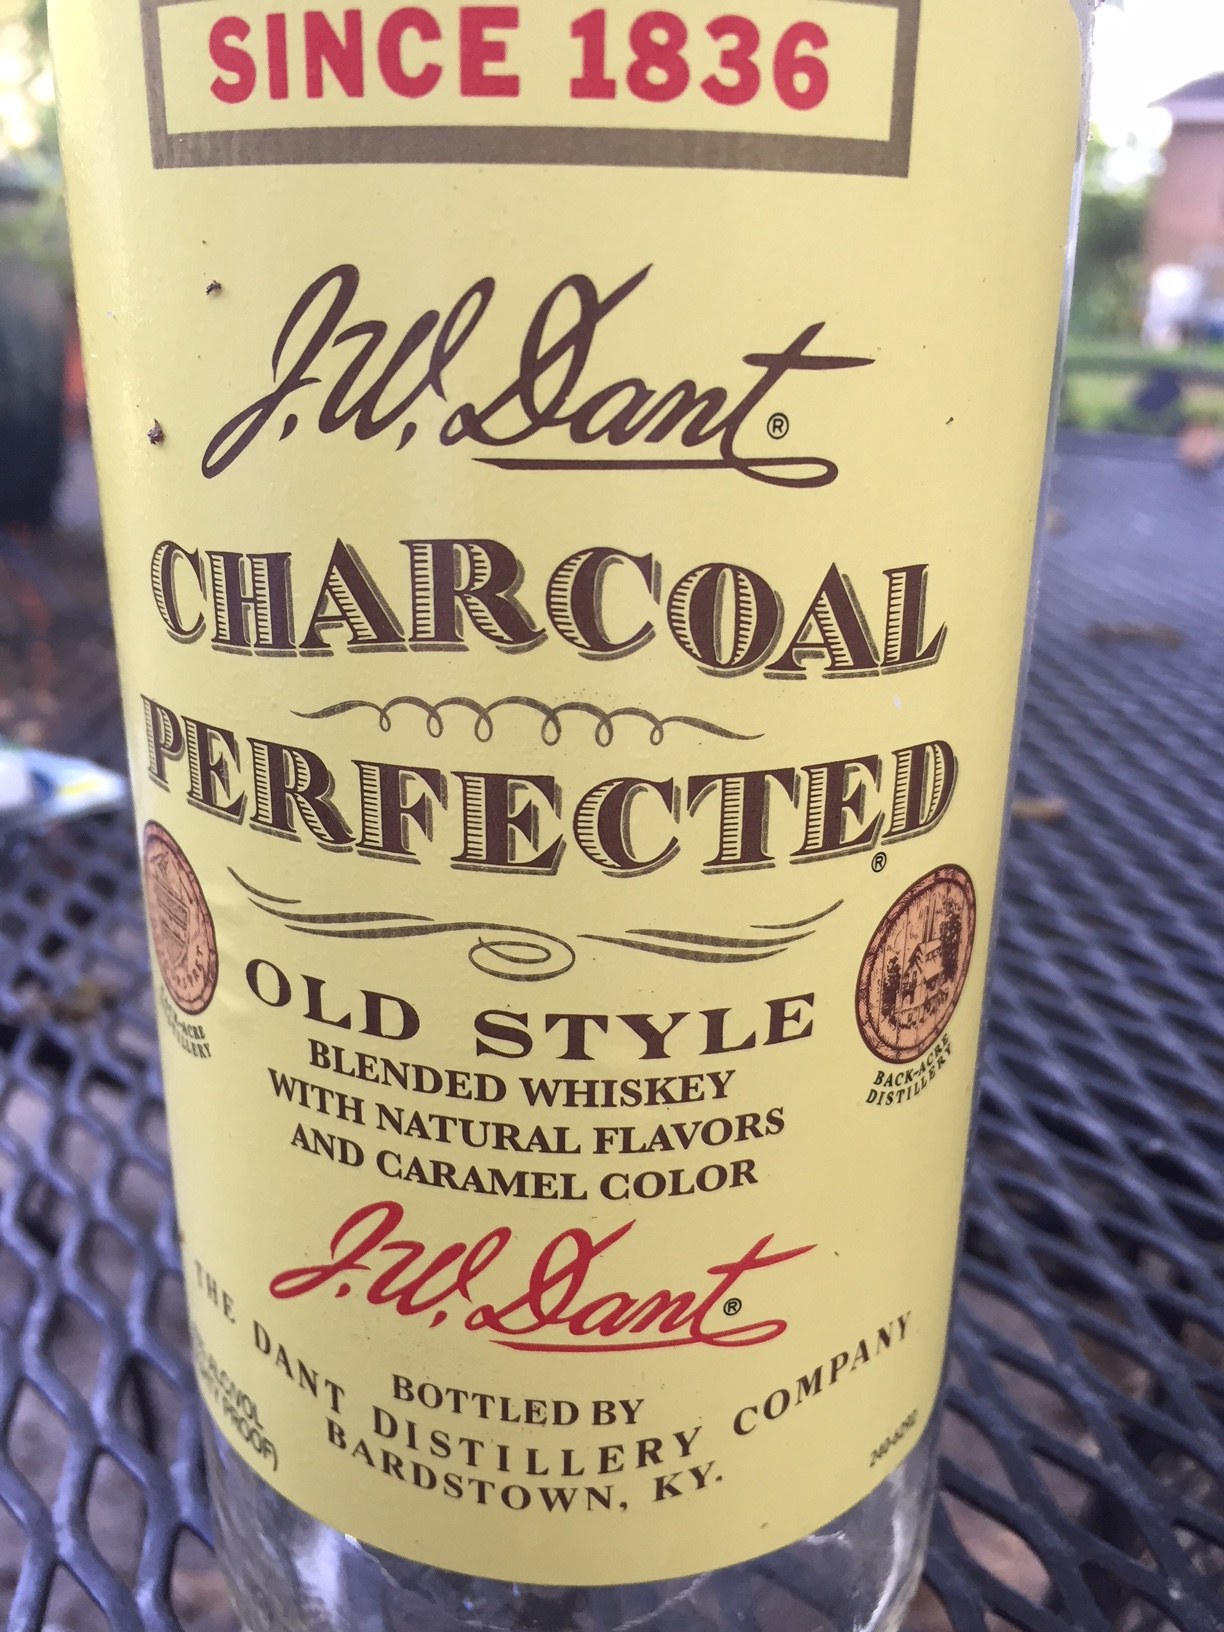 SINCE 1836
J.W. Dant®
CHARCOAL
PERFECTED®
OLD STYLE
BLENDED WHISKEY
WITH NATURAL FLAVORS
AND CARAMEL COLOR
BACK-ACRE
DISTILLERY
J.W. Dant®
BOTTLED BY
THE DANT DISTILLERY COMPANY
BARDSTOWN, KY.
PROOF)